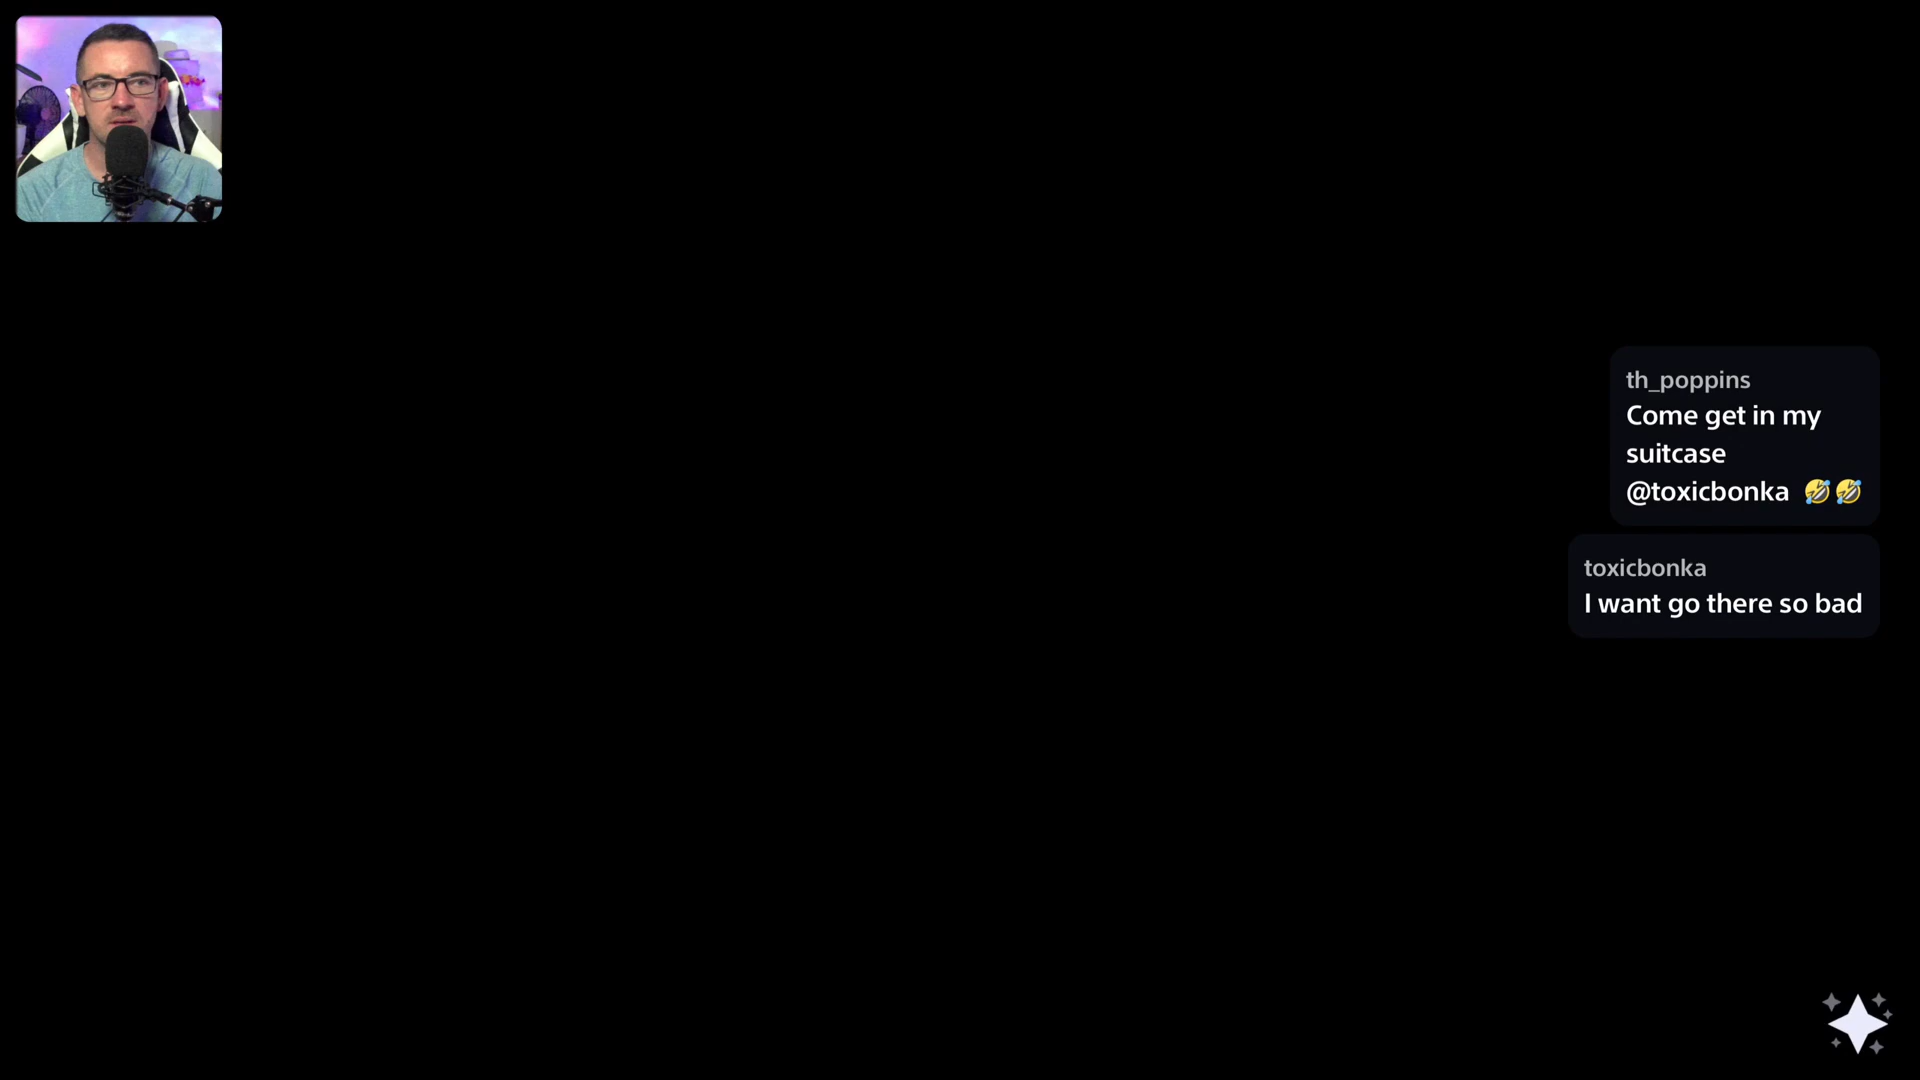 th_poppins
Come get in my
suitcase
@toxicbonka 🤣🤣
toxicbonka
I want go there so bad